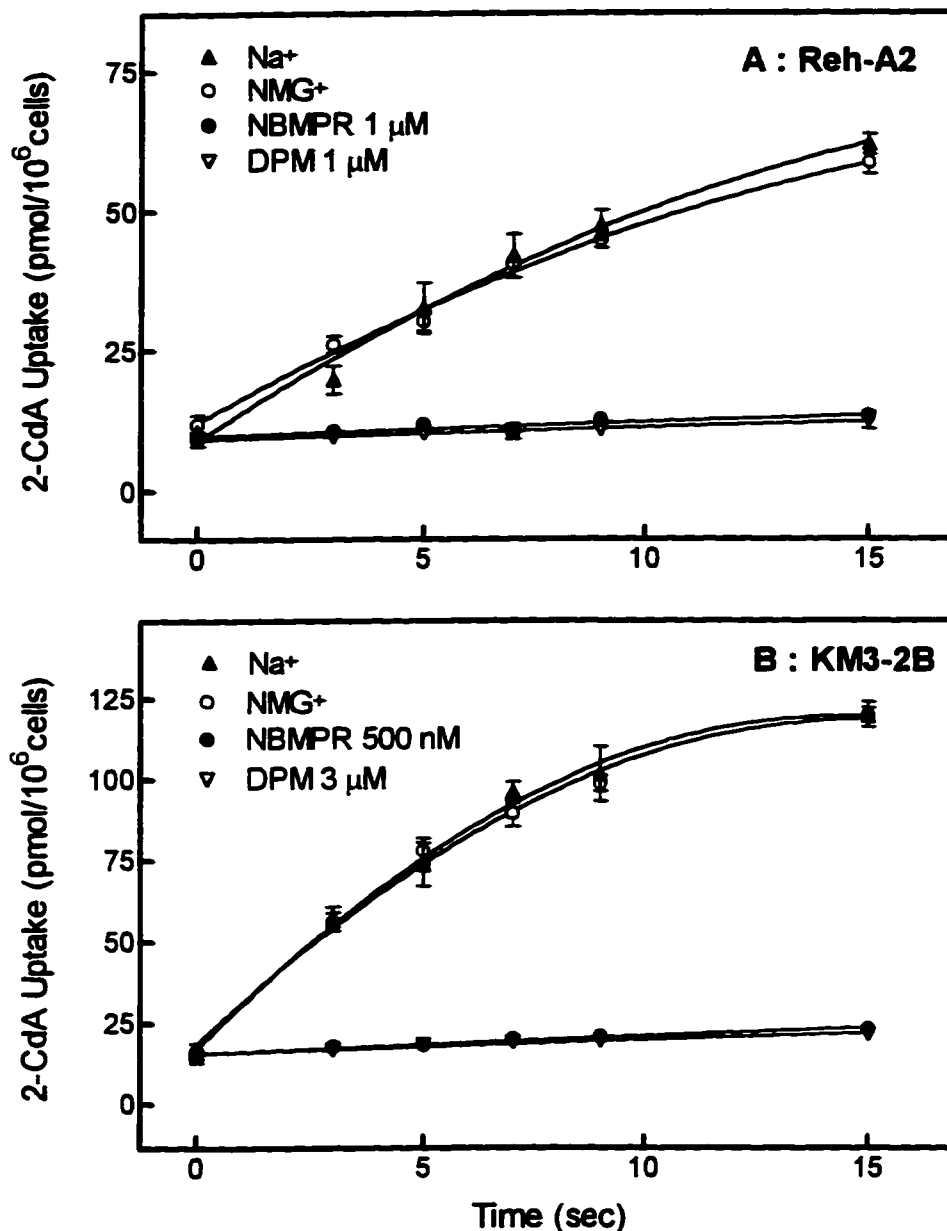 A : Reh-A2
Na⁺
NMG⁺
NBMPR 1 μM
DPM 1 μM
2-CdA Uptake (pmol/10⁶cells)
75
50
25
0
0 5 10 15
B : KM3-2B
Na⁺
NMG⁺
NBMPR 500 nM
DPM 3 μM
2-CdA Uptake (pmol/10⁶cells)
125
100
75
50
25
0
0 5 10 15
Time (sec)